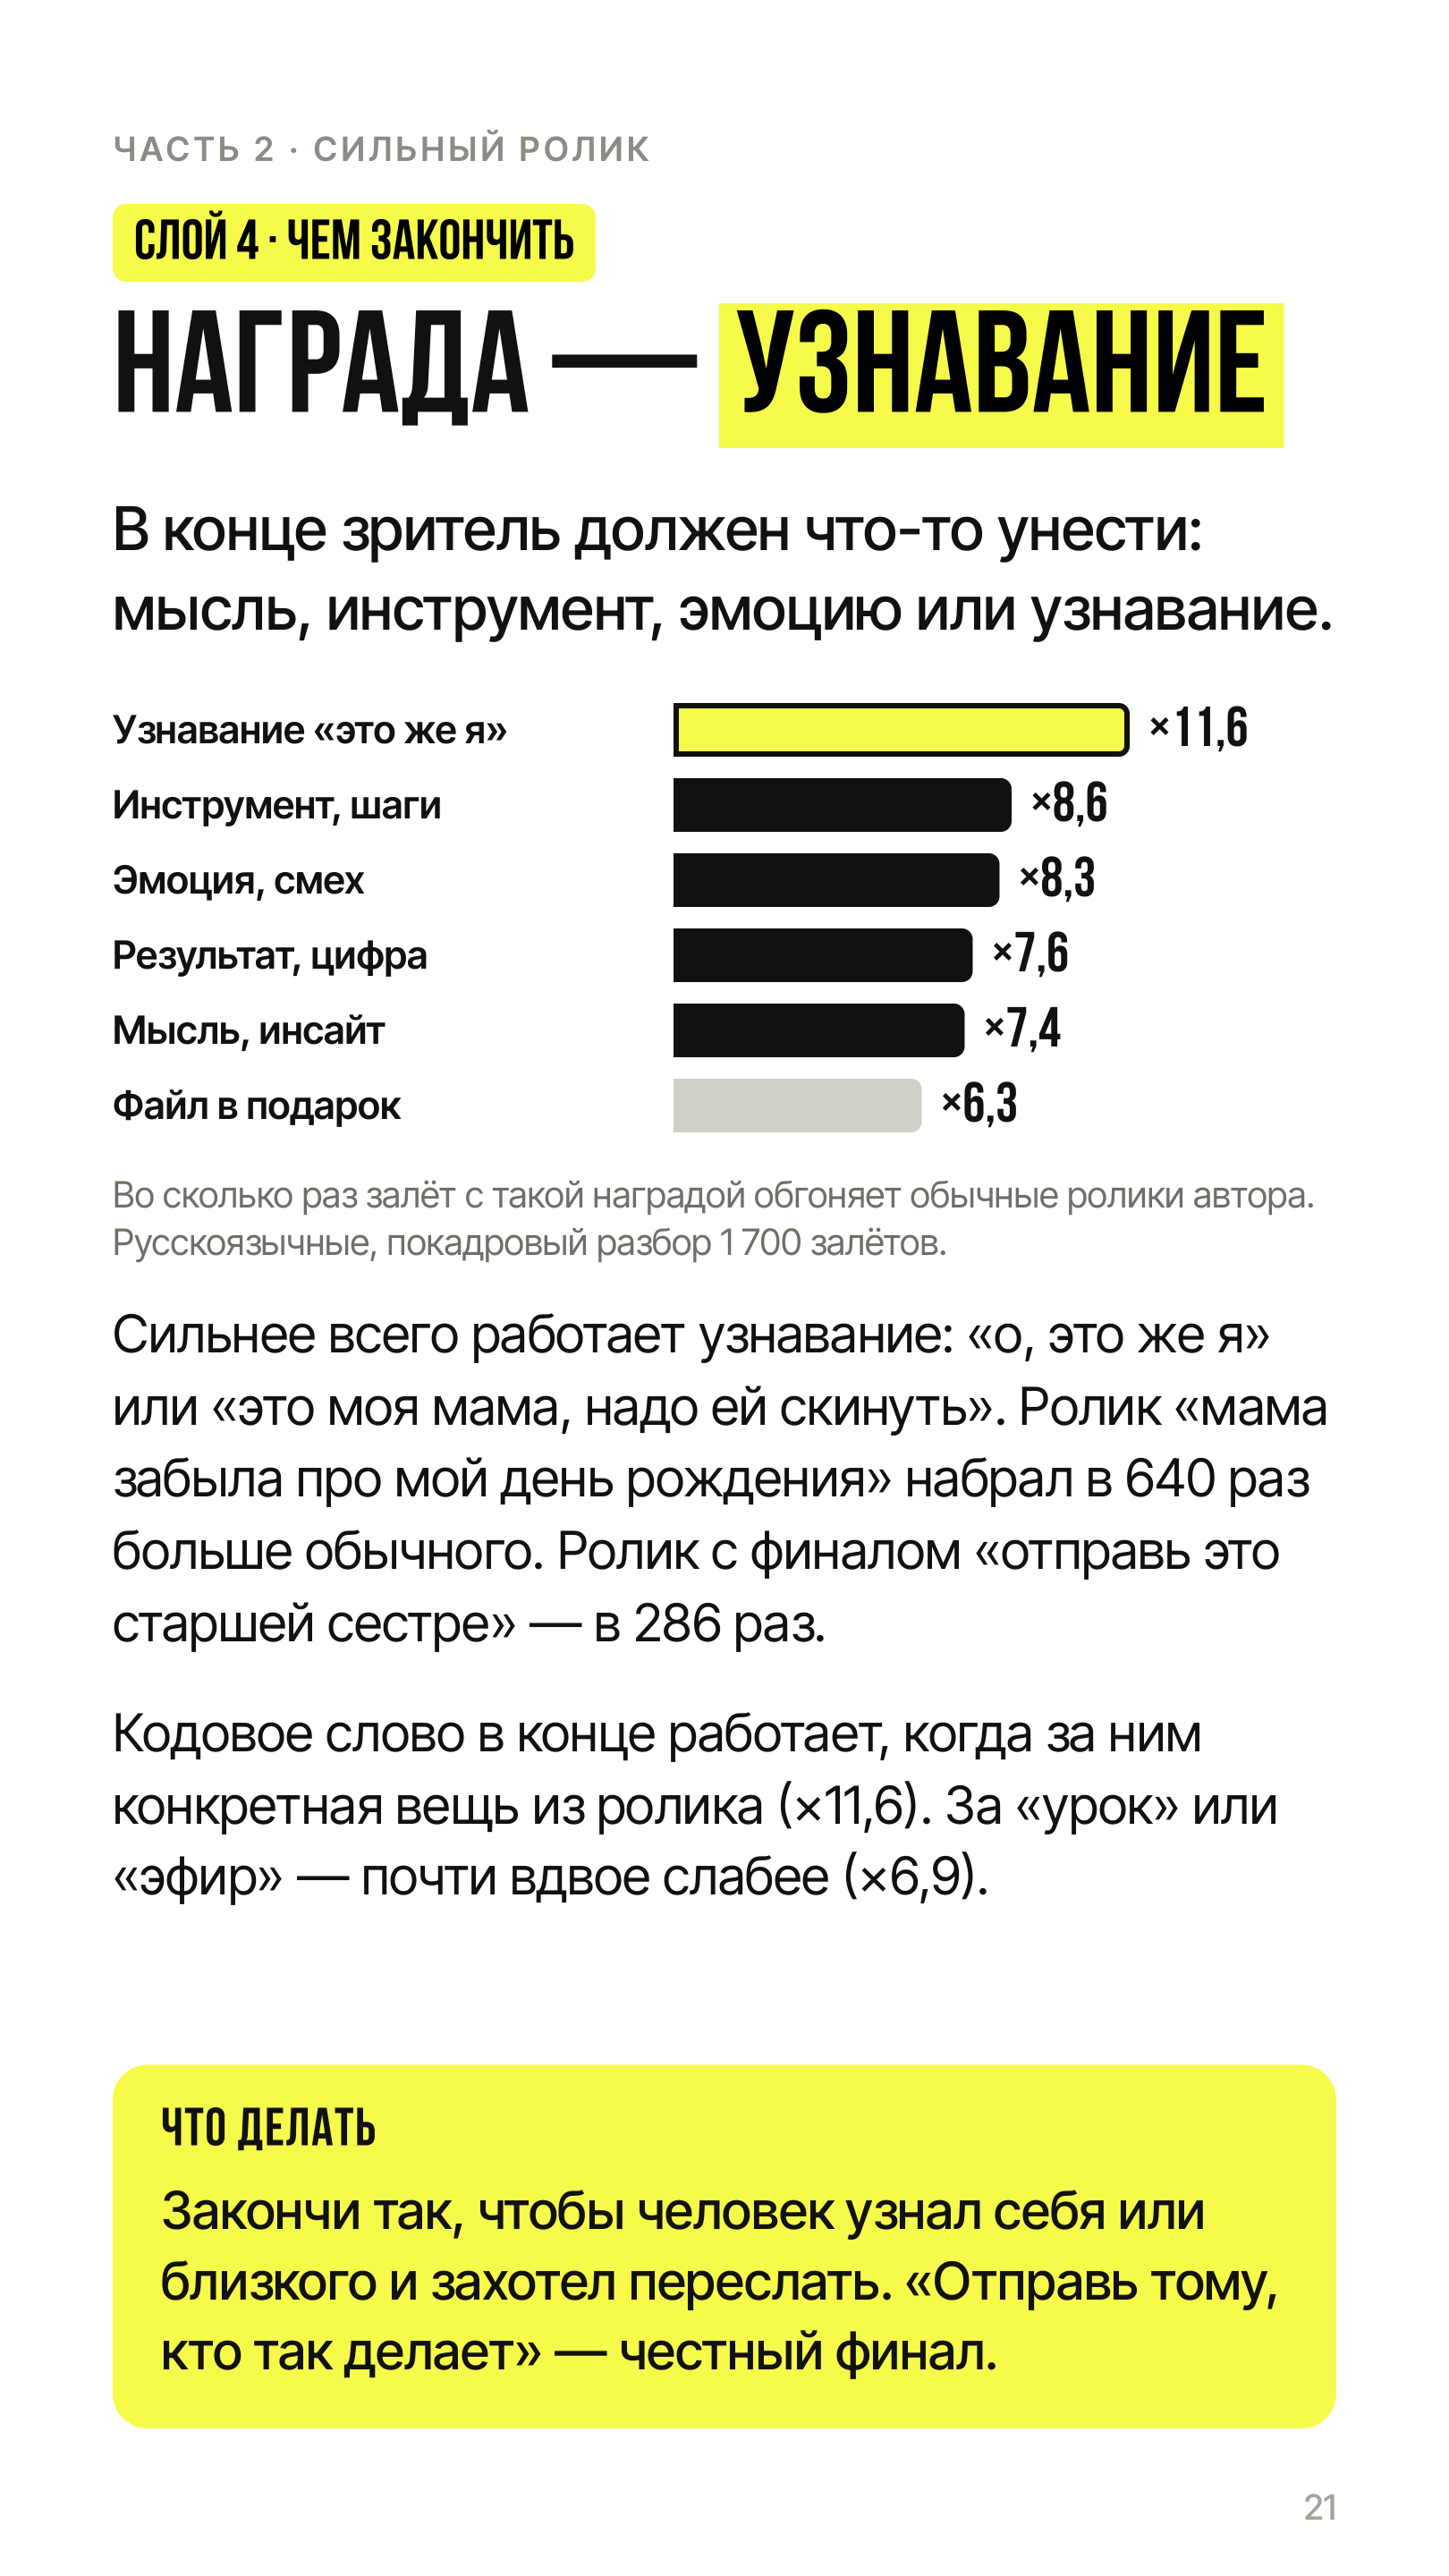 ЧАСТЬ 2 · СИЛЬНЫЙ РОЛИК
СЛОЙ 4 · ЧЕМ ЗАКОНЧИТЬ
НАГРАДА — УЗНАВАНИЕ
В конце зритель должен что-то унести:
мысль, инструмент, эмоцию или узнавание.
Узнавание «это же я» ×11,6
Инструмент, шаги ×8,6
Эмоция, смех ×8,3
Результат, цифра ×7,6
Мысль, инсайт ×7,4
Файл в подарок ×6,3
Во сколько раз залёт с такой наградой обгоняет обычные ролики автора.
Русскоязычные, покадровый разбор 1 700 залётов.
Сильнее всего работает узнавание: «о, это же я»
или «это моя мама, надо ей скинуть». Ролик «мама
забыла про мой день рождения» набрал в 640 раз
больше обычного. Ролик с финалом «отправь это
старшей сестре» — в 286 раз.
Кодовое слово в конце работает, когда за ним
конкретная вещь из ролика (×11,6). За «урок» или
«эфир» — почти вдвое слабее (×6,9).
ЧТО ДЕЛАТЬ
Закончи так, чтобы человек узнал себя или
близкого и захотел переслать. «Отправь тому,
кто так делает» — честный финал.
21